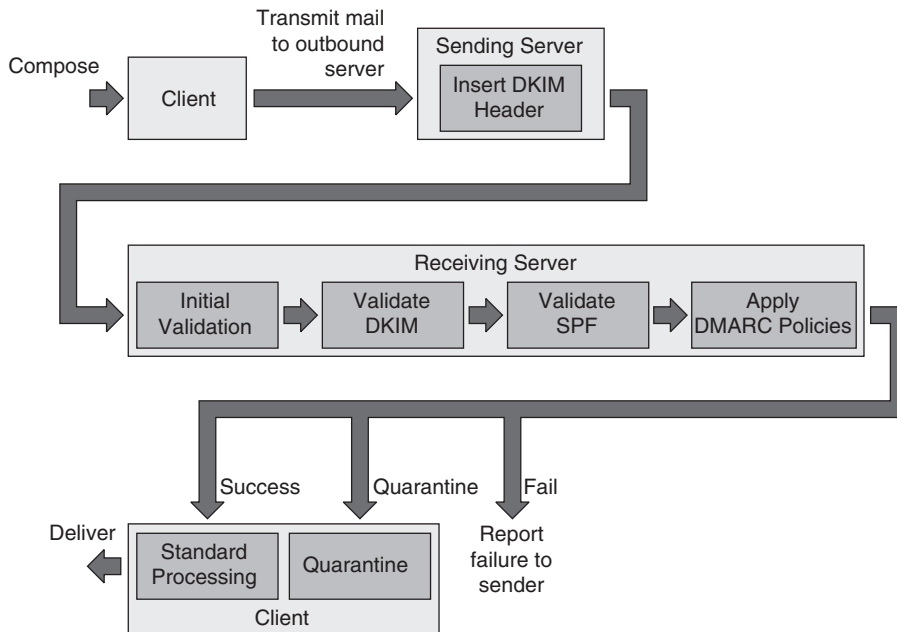 Compose
Client
Transmit mail
to outbound
server
Sending Server
Insert DKIM
Header
Receiving Server
Initial
Validation
Validate
DKIM
Validate
SPF
Apply
DMARC Policies
Success
Quarantine
Fail
Deliver
Standard
Processing
Quarantine
Client
Report
failure to
sender